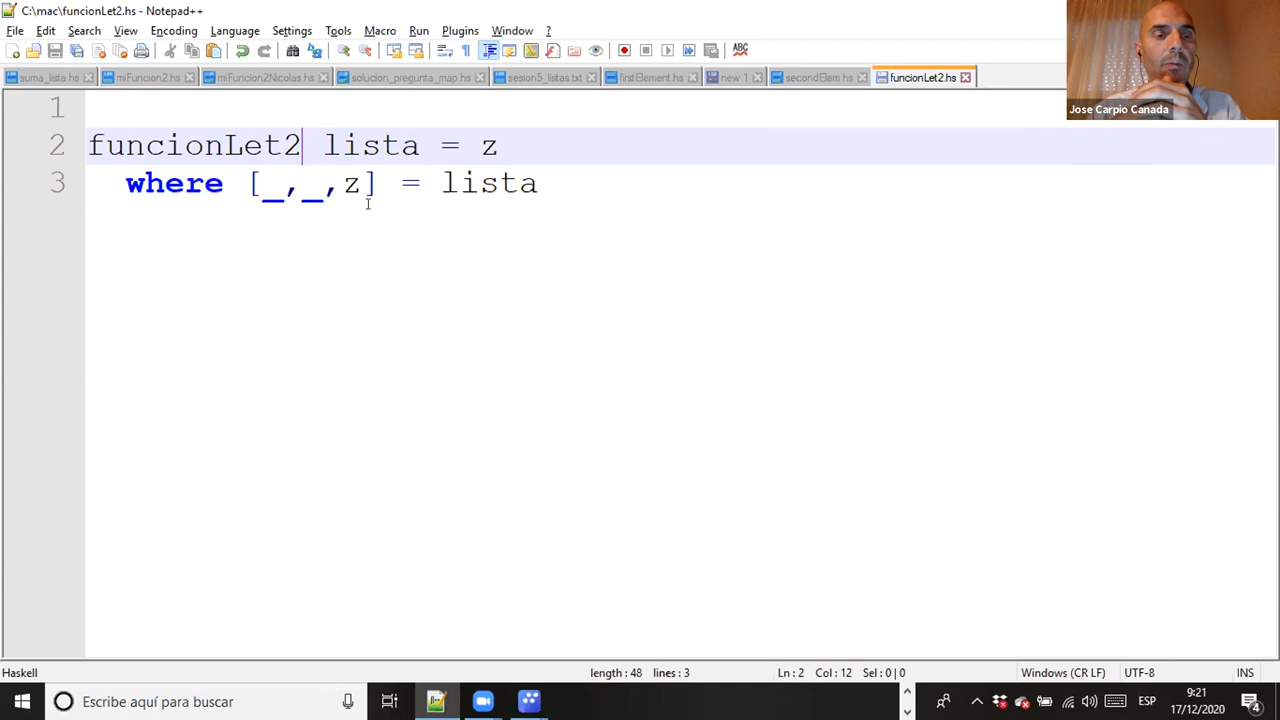 C:\mac\funcionLet2.hs - Notepad++
File Edit Search View Encoding Language Settings Tools Macro Run Plugins Window ?
suma_lista.hs miFuncion2.hs miFuncion2Nicolas.hs solucion_pregunta_map.hs sesion5_listas.txt firstElement.hs new 1 secondElem.hs funcionLet2.hs
Jose Carpio Canada
1
2 funcionLet2 lista = z
3 where [_,_,z] = lista
Haskell length: 48 lines: 3 Ln: 2 Col: 12 Sel: 0 | 0 Windows (CR LF) UTF-8 INS
Escribe aquí para buscar ESP 9:21
17/12/2020 4